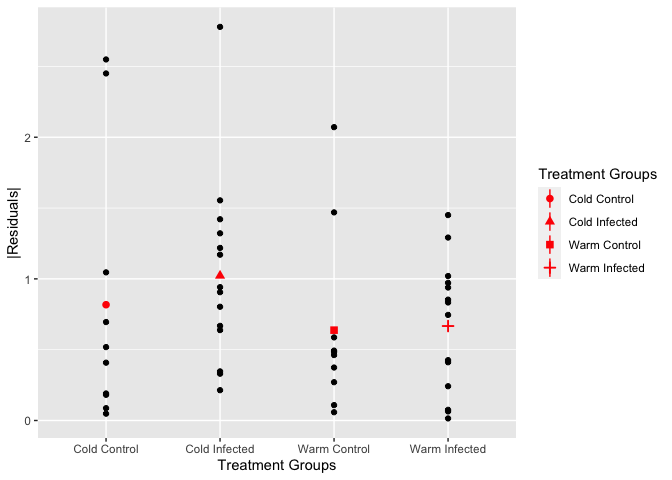 |Residuals|
2
1
0
Cold Control
Cold Infected
Warm Control
Warm Infected
Treatment Groups
Treatment Groups
Cold Control
Cold Infected
Warm Control
Warm Infected